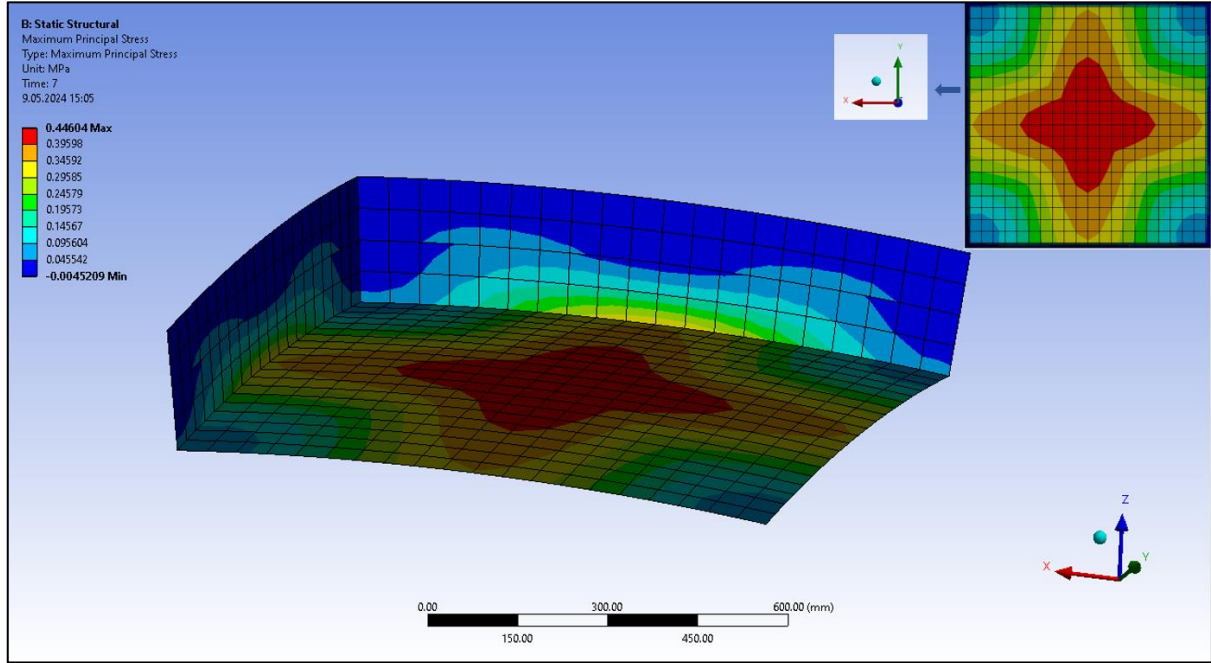 B: Static Structural
Maximum Principal Stress
Type: Maximum Principal Stress
Unit: MPa
Time: 7
9.05.2024 15:05
0.44604 Max
0.39598
0.34592
0.29585
0.24579
0.19573
0.14567
0.095604
0.045542
-0.0045209 Min
Y
X
Z
X
Y
0.00 300.00 600.00 (mm)
150.00 450.00